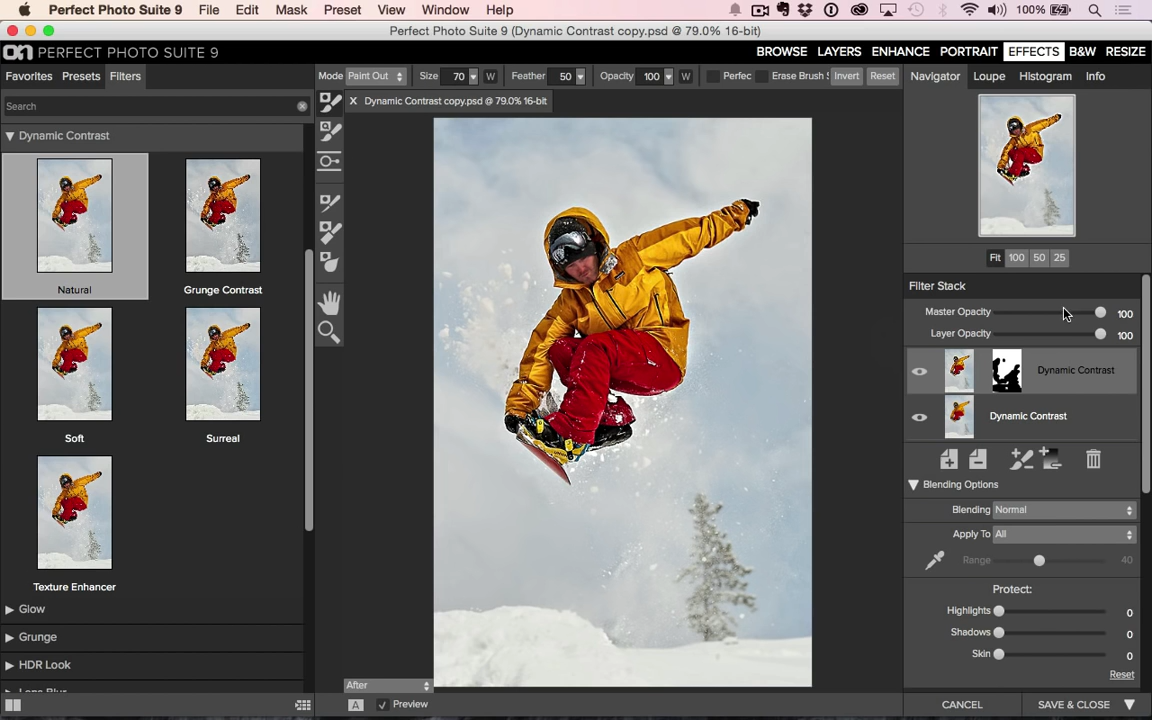 Perfect Photo Suite 9 File Edit Mask Preset View Window Help 100%
Perfect Photo Suite 9 (Dynamic Contrast copy.psd @ 79.0% 16-bit)
on PERFECT PHOTO SUITE 9 BROWSE LAYERS ENHANCE PORTRAIT EFFECTS B&W RESIZE
Favorites Presets Filters
Mode Paint Out Size 70 W Feather 50 Opacity 100 W Perfec Erase Brush Invert Reset
Navigator Loupe Histogram Info
Search
Dynamic Contrast copy.psd @ 79.0% 16-bit
Dynamic Contrast
Natural
Grunge Contrast
Soft
Surreal
Texture Enhancer
Glow
Grunge
HDR Look
Lens Blur
After
A Preview
Fit 100 50 25
Filter Stack
Master Opacity 100
Layer Opacity 100
Dynamic Contrast
Dynamic Contrast
Blending Options
Blending Normal
Apply To All
Range 40
Protect:
Highlights 0
Shadows 0
Skin 0
Reset
CANCEL SAVE & CLOSE